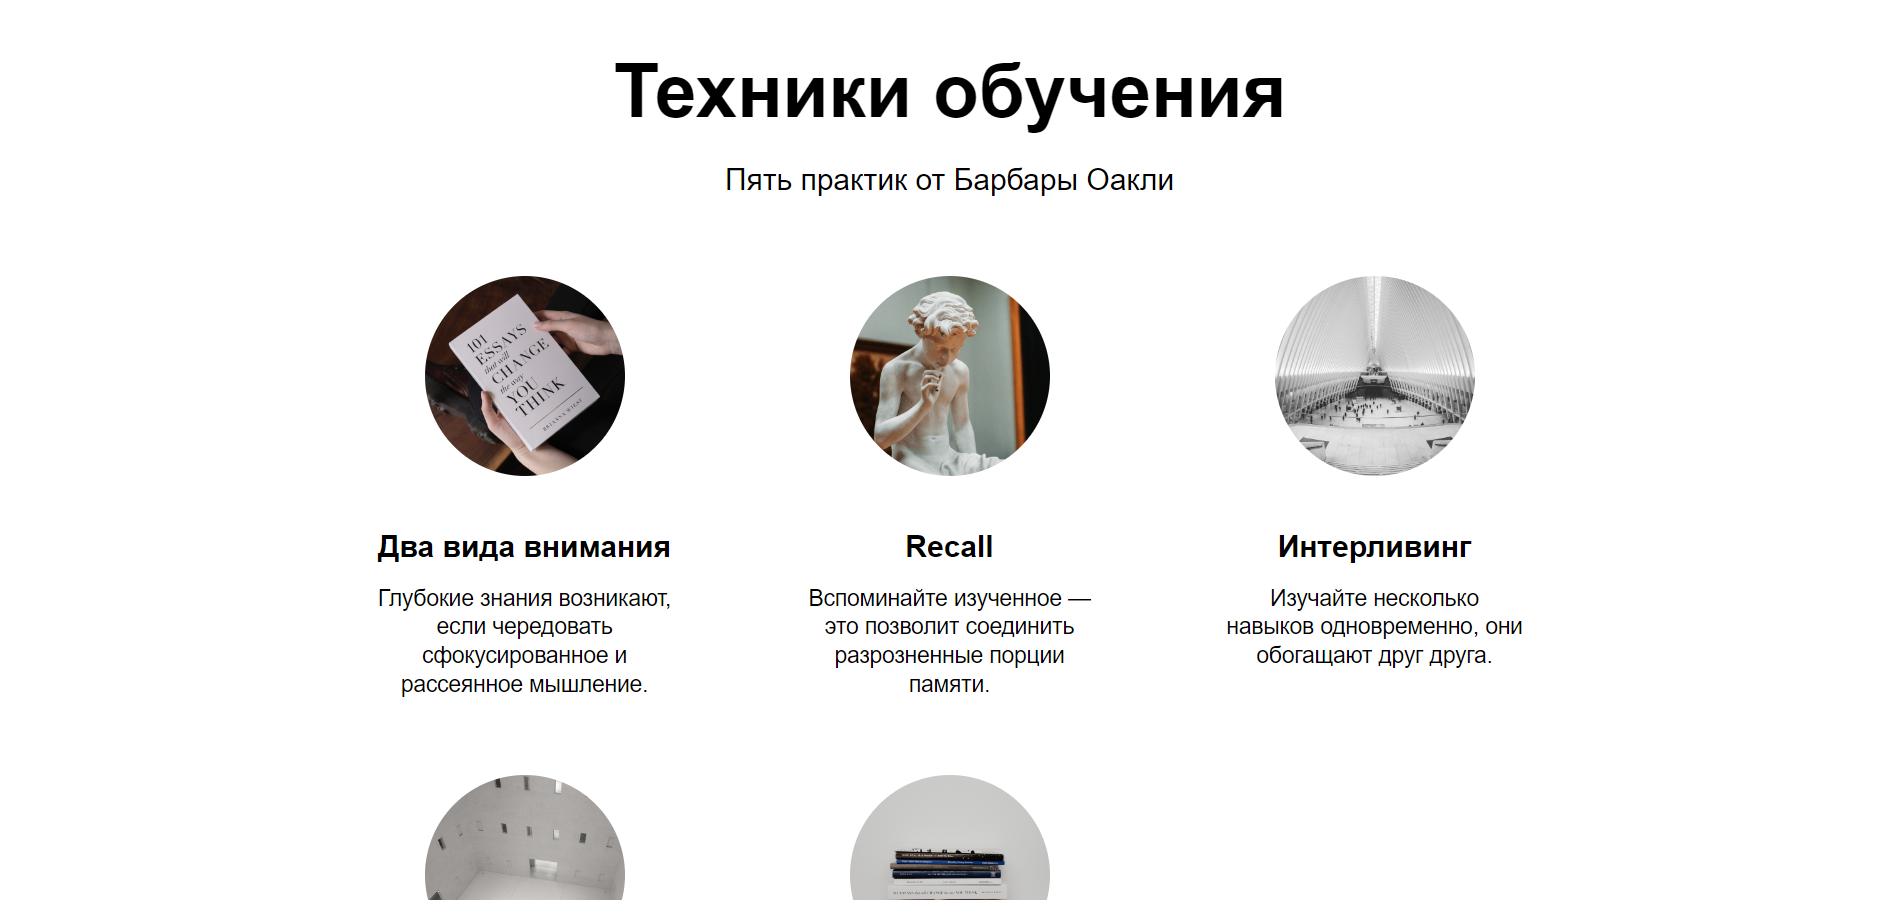 Техники обучения
Пять практик от Барбары Оакли
101
ESSAYS
that will
CHANGE
the way
YOU
THINK
BRIANNA WIEST
Два вида внимания
Глубокие знания возникают,
если чередовать
сфокусированное и
рассеянное мышление.
Recall
Вспоминайте изученное —
это позволит соединить
разрозненные порции
памяти.
Интерливинг
Изучайте несколько
навыков одновременно, они
обогащают друг друга.